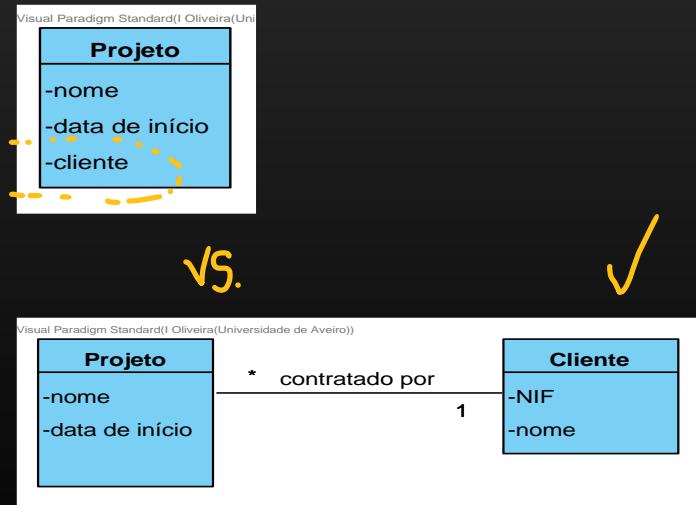 Visual Paradigm Standard(I Oliveira(Uni
Projeto
-nome
-data de início
-cliente
vs.
Visual Paradigm Standard(I Oliveira(Universidade de Aveiro))
Projeto
-nome
-data de início
* contratado por
1
Cliente
-NIF
-nome